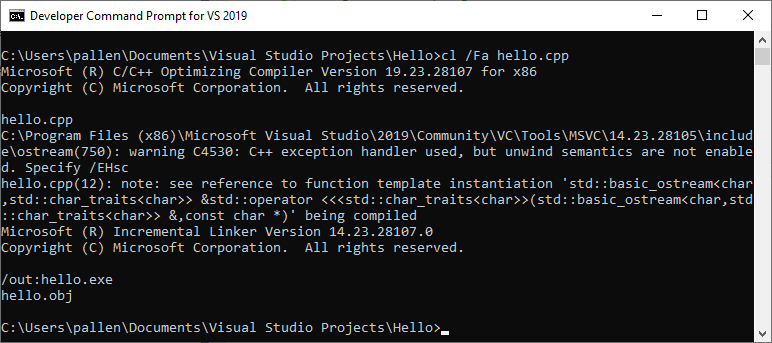 Developer Command Prompt for VS 2019
C:\Users\pallen\Documents\Visual Studio Projects\Hello>cl /Fa hello.cpp
Microsoft (R) C/C++ Optimizing Compiler Version 19.23.28107 for x86
Copyright (C) Microsoft Corporation.  All rights reserved.
hello.cpp
C:\Program Files (x86)\Microsoft Visual Studio\2019\Community\VC\Tools\MSVC\14.23.28105\includ
e\ostream(750): warning C4530: C++ exception handler used, but unwind semantics are not enable
d. Specify /EHsc
hello.cpp(12): note: see reference to function template instantiation 'std::basic_ostream<char
,std::char_traits<char>> &std::operator <<<std::char_traits<char>>(std::basic_ostream<char,std
::char_traits<char>> &,const char *)' being compiled
Microsoft (R) Incremental Linker Version 14.23.28107.0
Copyright (C) Microsoft Corporation.  All rights reserved.
/out:hello.exe
hello.obj
C:\Users\pallen\Documents\Visual Studio Projects\Hello>